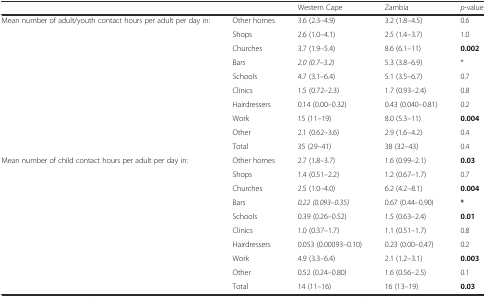 Western Cape Zambia p-value
Mean number of adult/youth contact hours per adult per day in: Other homes 3.6 (2.3–4.9) 3.2 (1.8–4.5) 0.6
Shops 2.6 (1.0–4.1) 2.5 (1.4–3.7) 1.0
Churches 3.7 (1.9–5.4) 8.6 (6.1–11) 0.002
Bars 2.0 (0.7–3.2) 5.3 (3.8–6.9) *
Schools 4.7 (3.1–6.4) 5.1 (3.5–6.7) 0.7
Clinics 1.5 (0.72–2.3) 1.7 (0.93–2.4) 0.8
Hairdressers 0.14 (0.00–0.32) 0.43 (0.040–0.81) 0.2
Work 15 (11–19) 8.0 (5.3–11) 0.004
Other 2.1 (0.62–3.6) 2.9 (1.6–4.2) 0.4
Total 35 (29–41) 38 (32–43) 0.4
Mean number of child contact hours per adult per day in: Other homes 2.7 (1.8–3.7) 1.6 (0.99–2.1) 0.03
Shops 1.4 (0.51–2.2) 1.2 (0.67–1.7) 0.7
Churches 2.5 (1.0–4.0) 6.2 (4.2–8.1) 0.004
Bars 0.22 (0.093–0.35) 0.67 (0.44–0.90) *
Schools 0.39 (0.26–0.52) 1.5 (0.63–2.4) 0.01
Clinics 1.0 (0.37–1.7) 1.1 (0.51–1.7) 0.8
Hairdressers 0.053 (0.00093–0.10) 0.23 (0.00–0.47) 0.2
Work 4.9 (3.3–6.4) 2.1 (1.2–3.1) 0.003
Other 0.52 (0.24–0.80) 1.6 (0.56–2.5) 0.1
Total 14 (11–16) 16 (13–19) 0.03